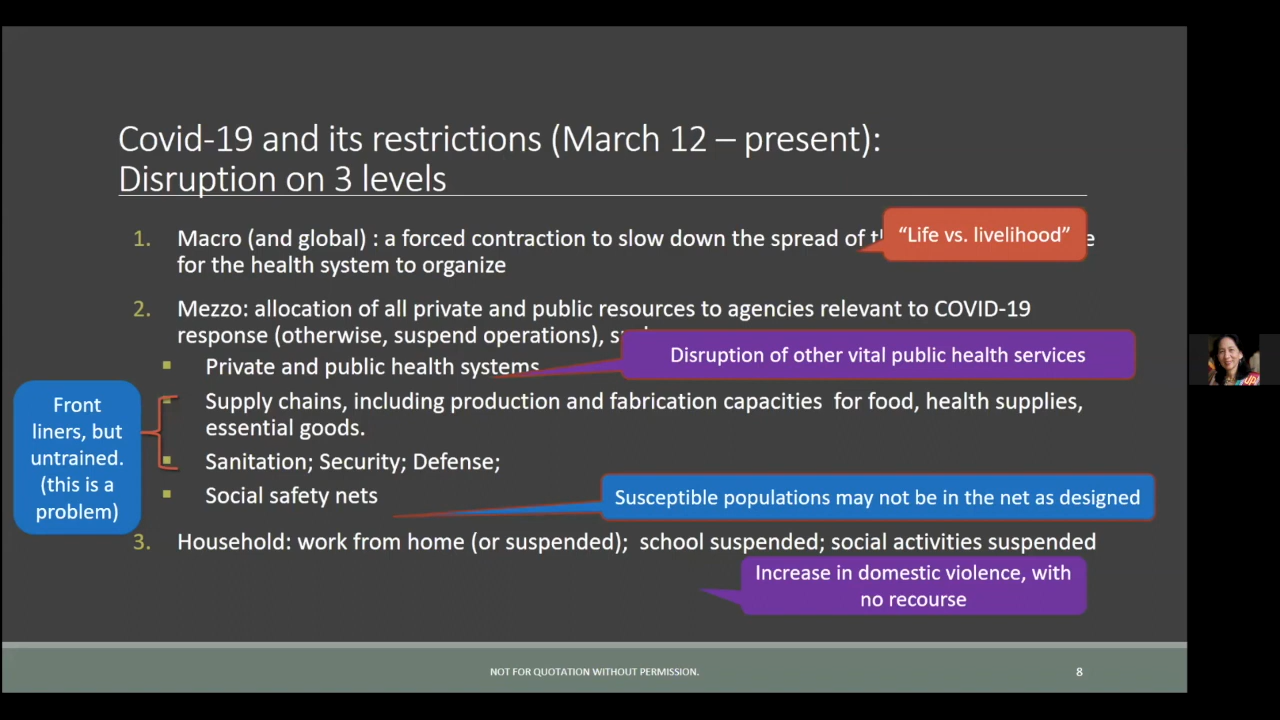 Covid-19 and its restrictions (March 12 – present):
Disruption on 3 levels
1. Macro (and global) : a forced contraction to slow down the spread of
“Life vs. livelihood”
for the health system to organize
2. Mezzo: allocation of all private and public resources to agencies relevant to COVID-19
response (otherwise, suspend operations),
Disruption of other vital public health services
▪ Private and public health systems
▪ Supply chains, including production and fabrication capacities for food, health supplies,
essential goods.
▪ Sanitation; Security; Defense;
▪ Social safety nets
Front
liners, but
untrained.
(this is a
problem)
Susceptible populations may not be in the net as designed
3. Household: work from home (or suspended); school suspended; social activities suspended
Increase in domestic violence, with
no recourse
NOT FOR QUOTATION WITHOUT PERMISSION.
8